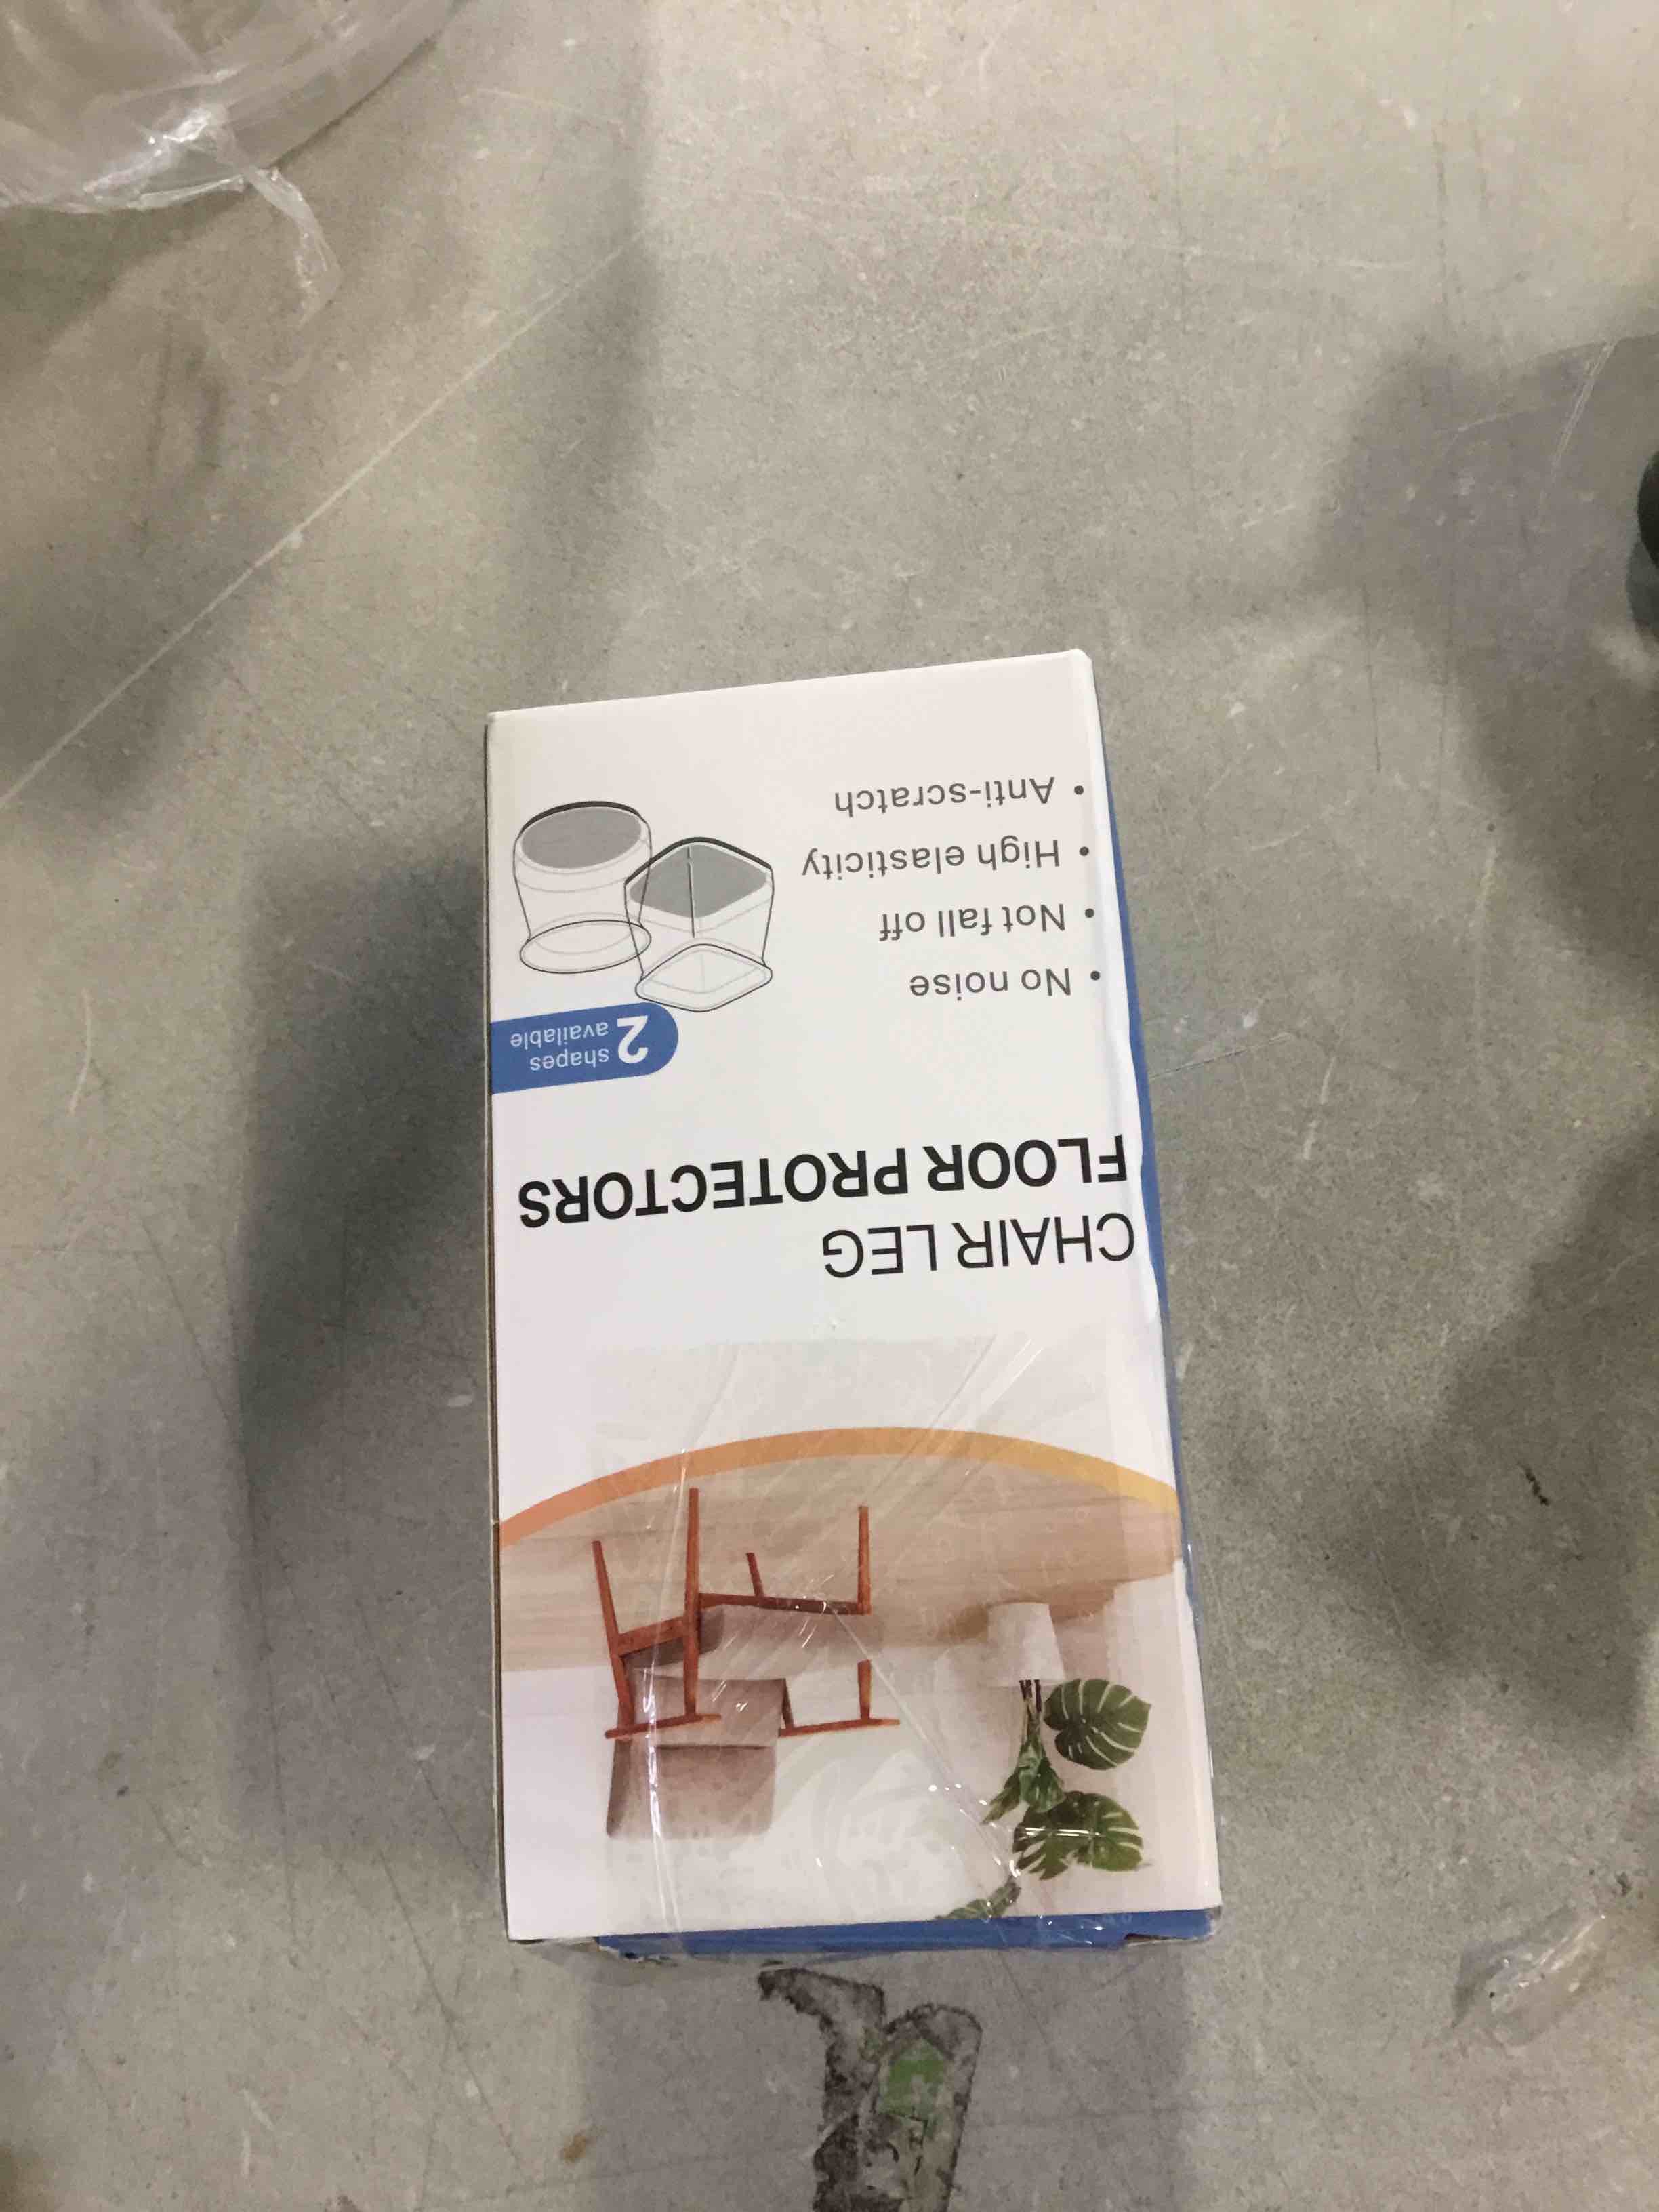 CHAIR LEG
FLOOR PROTECTORS
2 shapes
available
• No noise
• Not fall off
• High elasticity
• Anti-scratch